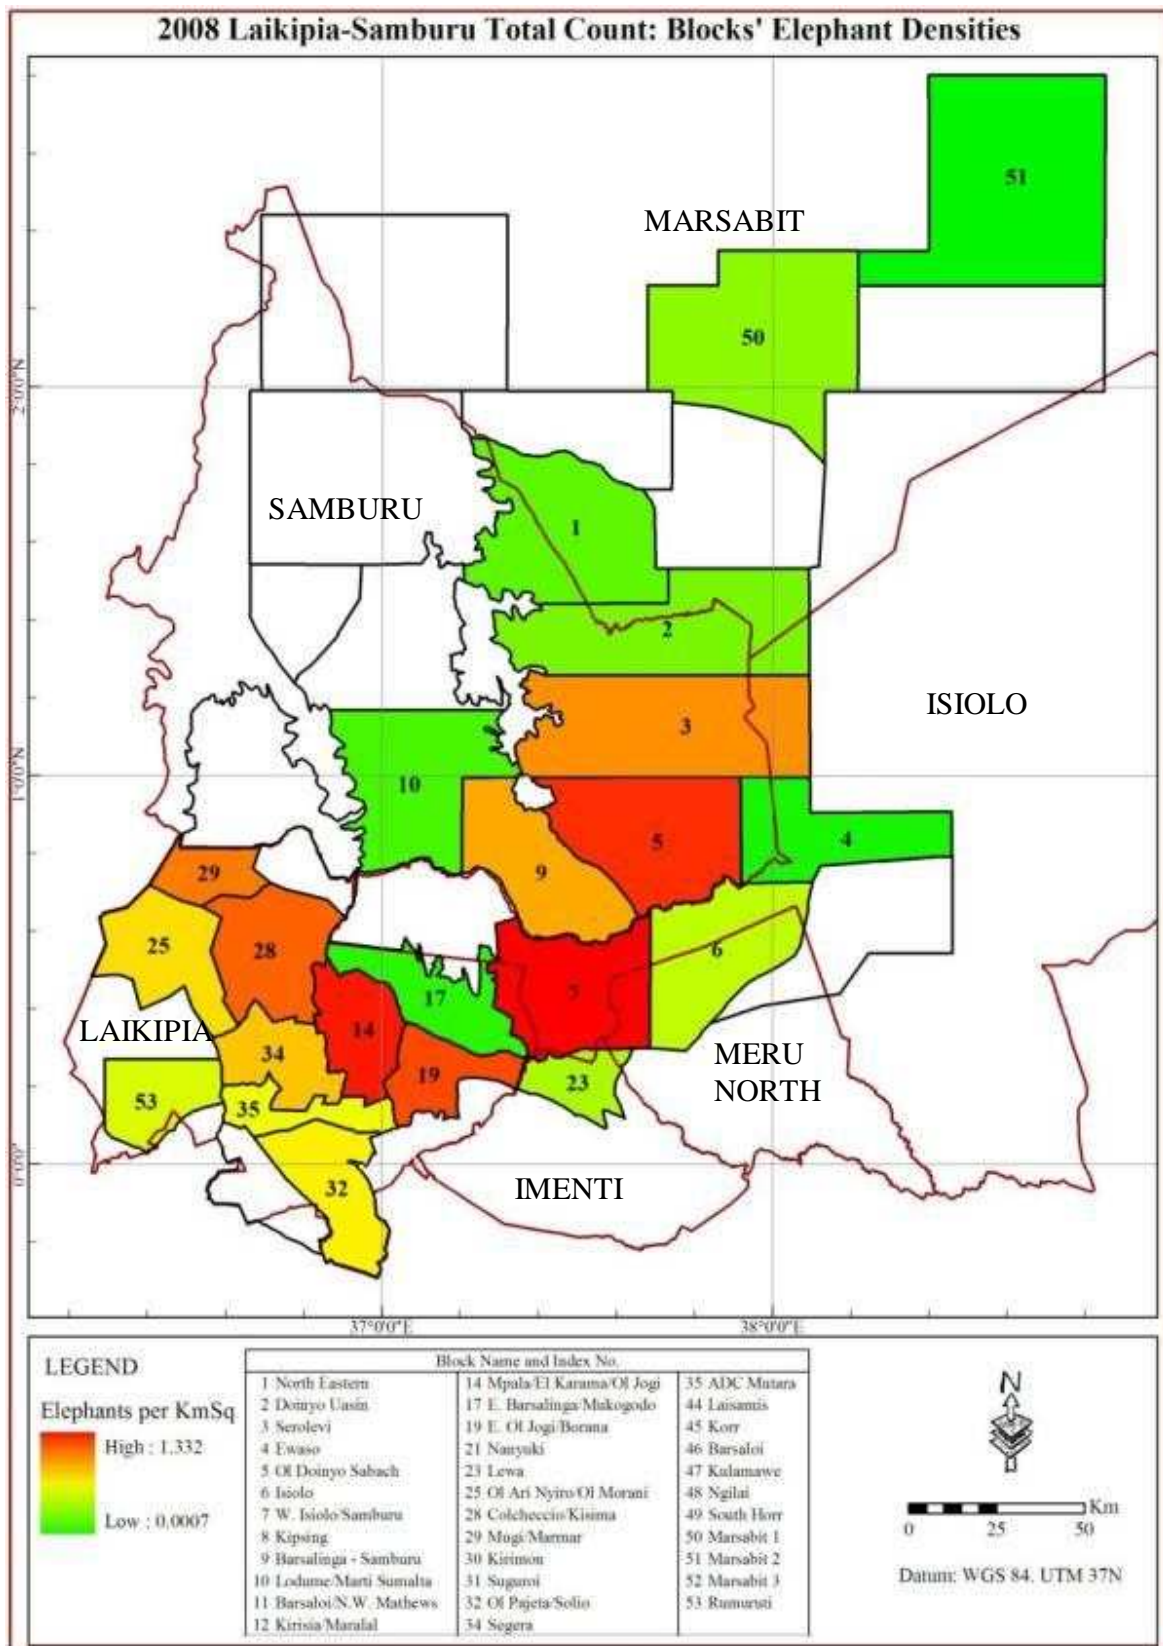 2008 Laikipia-Samburu Total Count: Blocks' Elephant Densities
51
MARSABIT
50
2°0'0"N
SAMBURU
1
2
ISIOLO
3
1°0'0"N
10
5
4
9
29
25
28
6
17
LAIKIPIA
14
34
19
MERU
NORTH
23
53
35
0°0'0"
32
IMENTI
37°0'0"E
38°0'0"E
LEGEND
Elephants per KmSq
High : 1.332
Low : 0.0007
Block Name and Index No.
1 North Eastern
2 Doinyo Uasin
3 Serolevi
4 Ewaso
5 Ol Doinyo Sabach
6 Isiolo
7 W. Isiolo/Samburu
8 Kipsing
9 Barsalinga - Samburu
10 Lodume/Marti Sumalta
11 Barsaloi/N.W. Mathews
12 Kirisia/Maralal
14 Mpala/El Karama/Ol Jogi
17 E. Barsalinga/Mukogodo
19 E. Ol Jogi/Borana
21 Nanyuki
23 Lewa
25 Ol Ari Nyiro/Ol Morani
28 Colcheccio/Kisima
29 Mugi/Marmar
30 Kirimon
31 Suguroi
32 Ol Pajeta/Solio
34 Segera
35 ADC Mutara
44 Laisamis
45 Korr
46 Barsaloi
47 Kulamawe
48 Ngilai
49 South Horr
50 Marsabit 1
51 Marsabit 2
52 Marsabit 3
53 Rumuruti
N
Km
0 25 50
Datum: WGS 84. UTM 37N